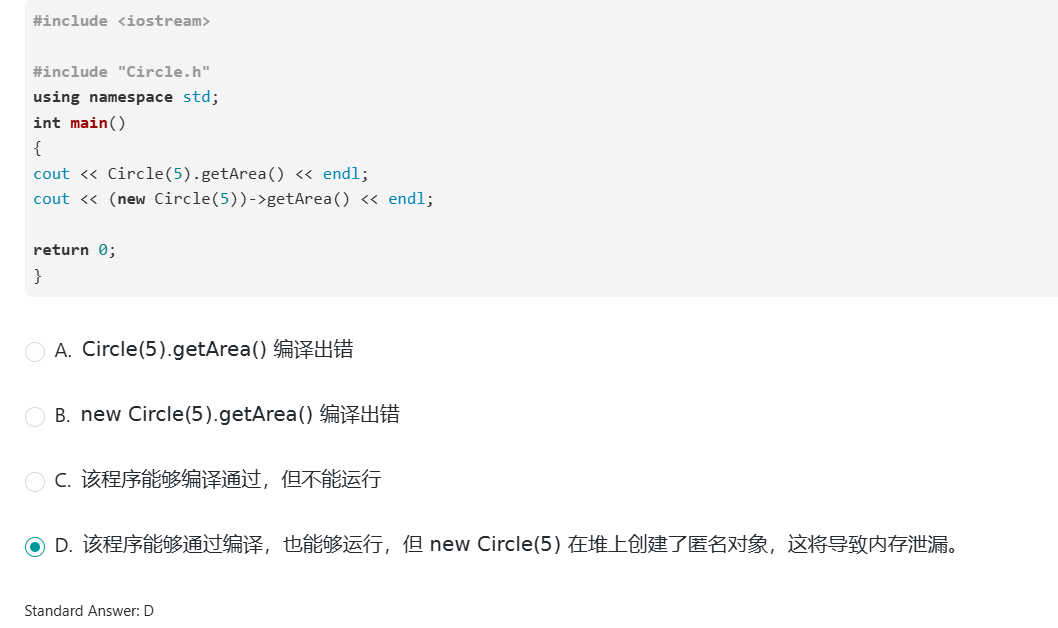 #include <iostream>
#include "Circle.h"
using namespace std;
int main()
{
cout << Circle(5).getArea() << endl;
cout << (new Circle(5))->getArea() << endl;
return 0;
}
A. Circle(5).getArea() 编译出错
B. new Circle(5).getArea() 编译出错
C. 该程序能够编译通过，但不能运行
D. 该程序能够通过编译，也能够运行，但 new Circle(5) 在堆上创建了匿名对象，这将导致内存泄漏。
Standard Answer: D